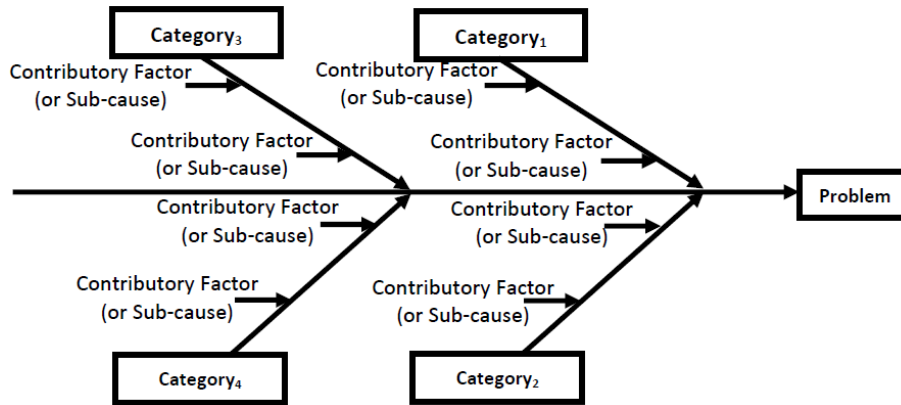 Category₃
Category₁
Contributory Factor
(or Sub-cause)
Contributory Factor
(or Sub-cause)
Contributory Factor
(or Sub-cause)
Contributory Factor
(or Sub-cause)
Problem
Contributory Factor
(or Sub-cause)
Contributory Factor
(or Sub-cause)
Contributory Factor
(or Sub-cause)
Contributory Factor
(or Sub-cause)
Category₄
Category₂